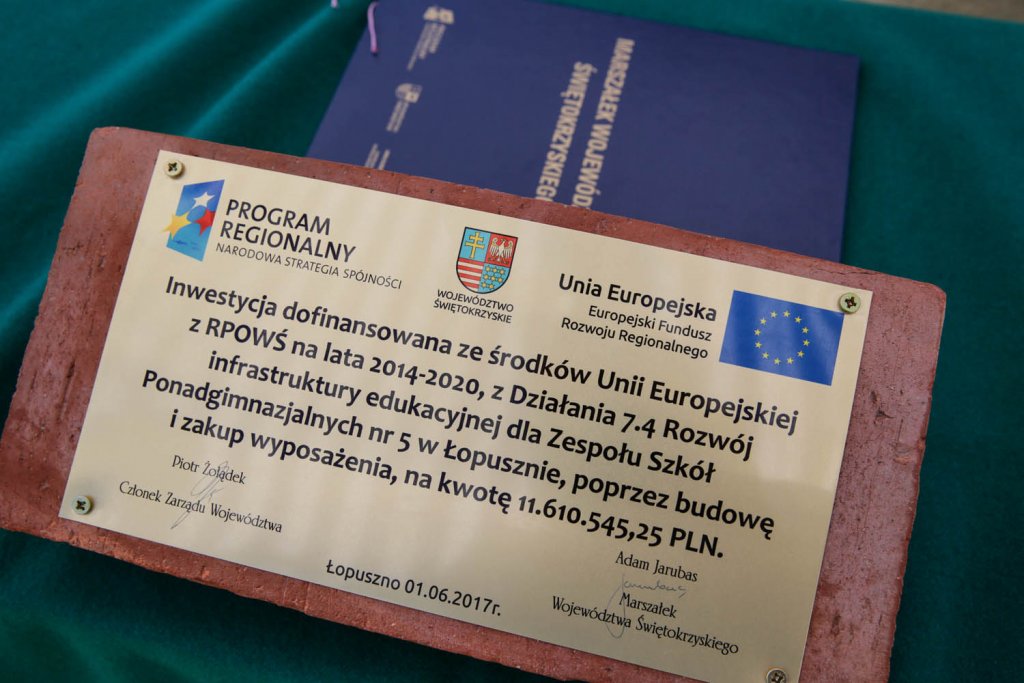 MARSZAŁEK WOJEWÓD
ŚWIĘTOKRZYSKIEGO
PROGRAM
REGIONALNY
NARODOWA STRATEGIA SPÓJNOŚCI
WOJEWÓDZTWO
ŚWIĘTOKRZYSKIE
Unia Europejska
Europejski Fundusz
Rozwoju Regionalnego
Inwestycja dofinansowana ze środków Unii Europejskiej
z RPOWŚ na lata 2014-2020, z Działania 7.4 Rozwój
infrastruktury edukacyjnej dla Zespołu Szkół
Ponadgimnazjalnych nr 5 w Łopusznie, poprzez budowę
i zakup wyposażenia, na kwotę 11.610.545,25 PLN.
Piotr Żołądek
Członek Zarządu Województwa
Adam Jarubas
Marszałek
Województwa Świętokrzyskiego
Łopuszno 01.06.2017r.